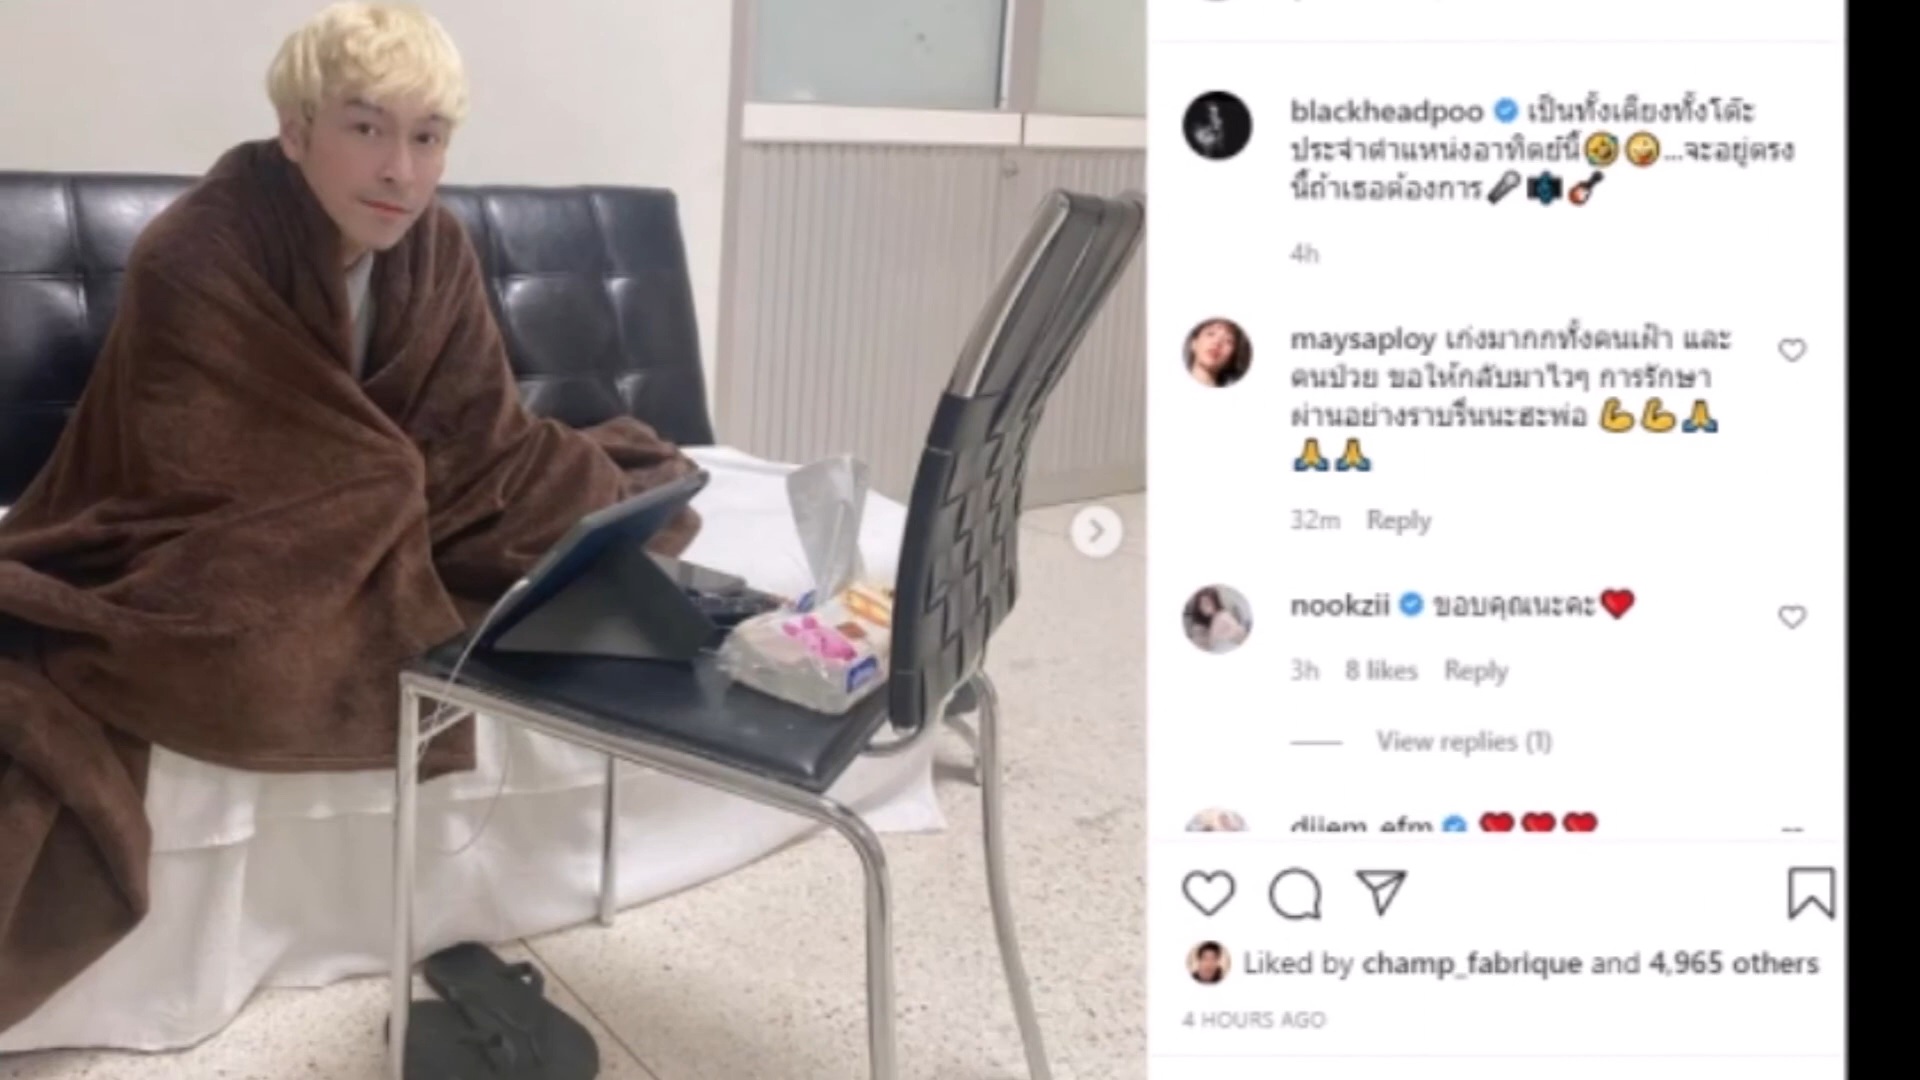 blackheadpoo เป็นทั้งเตียงทั้งโต๊ะ
ประจำตำแหน่งอาทิตย์นี้🤣🤪...จะอยู่ตรง
นี้ถ้าเธอต้องการ🎤📷🎸
4h
maysaploy เก่งมากกทั้งคนเฝ้า และ
คนป่วย ขอให้กลับมาไวๆ การรักษา
ผ่านอย่างราบรื่นนะฮะพ่อ 💪💪🙏
🙏🙏
32m Reply
nookzii ขอบคุณนะคะ❤️
3h 8 likes Reply
View replies (1)
djjem_efm ❤️❤️❤️
Liked by champ_fabrique and 4,965 others
4 HOURS AGO